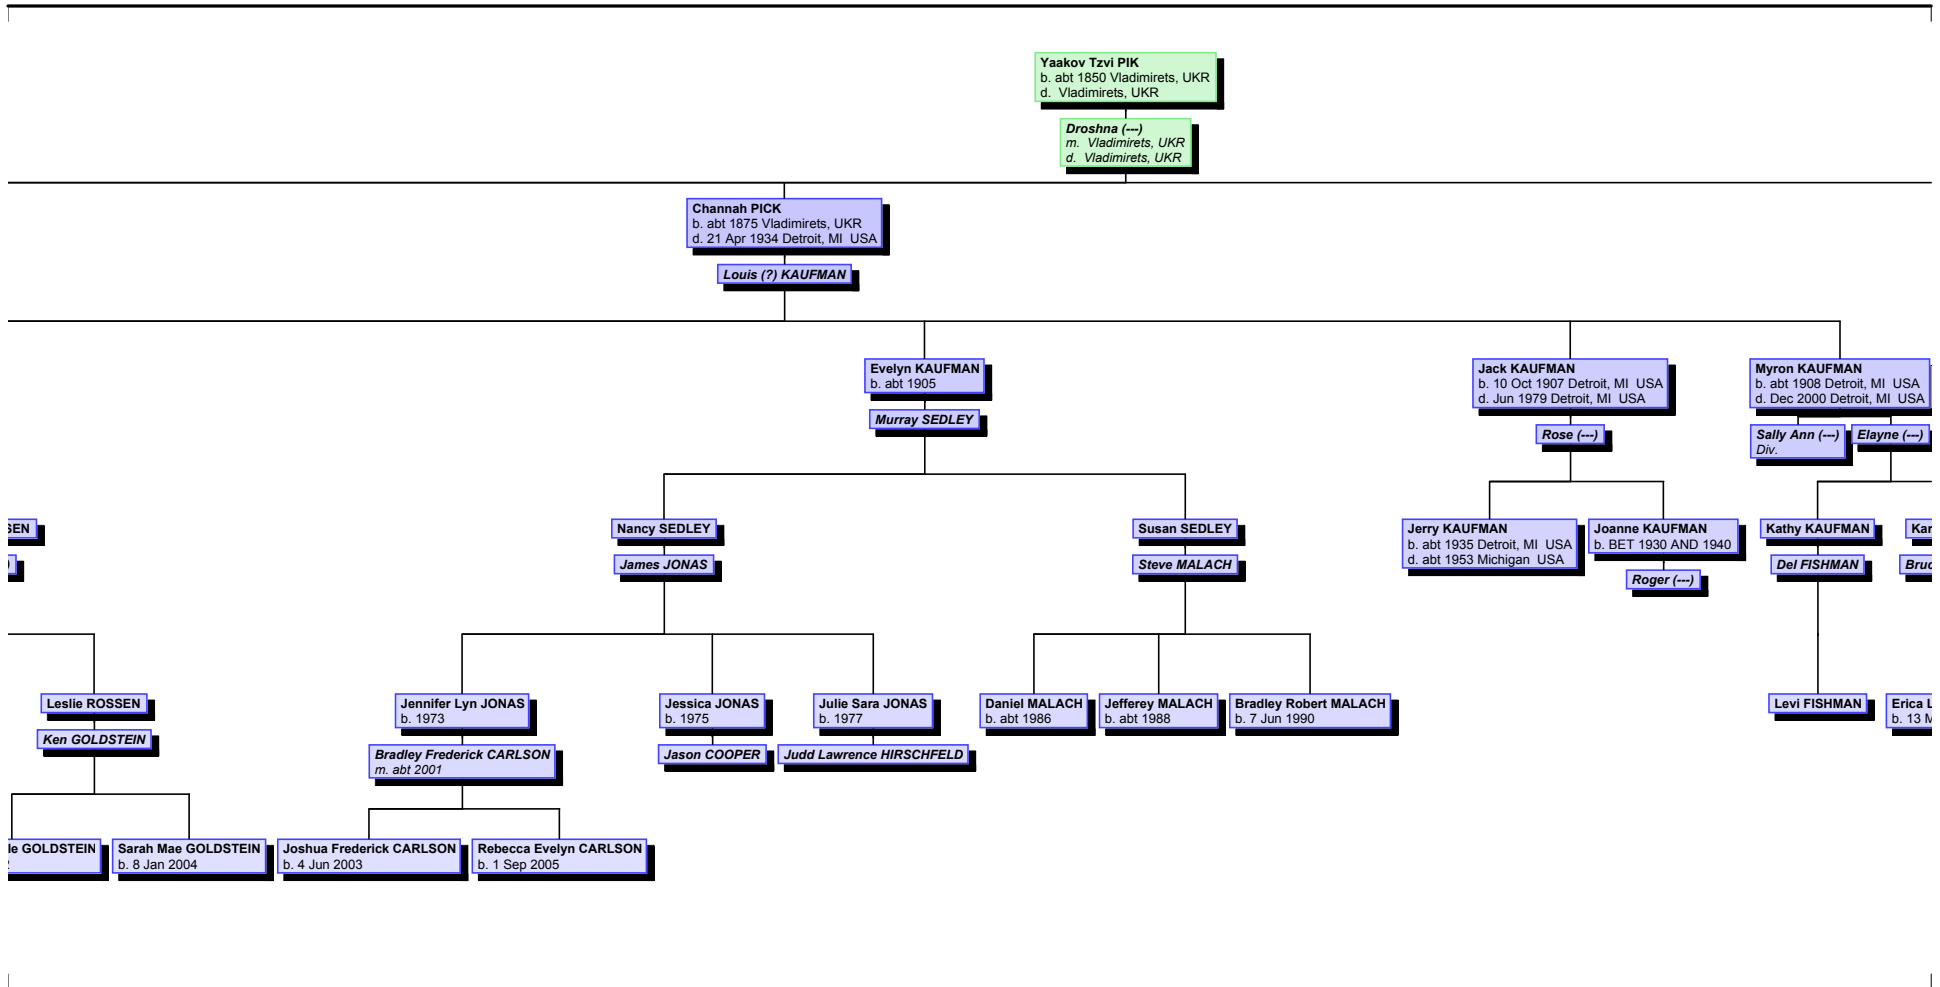 Yaakov Tzvi PIK
b. abt 1850 Vladimirets, UKR
d. Vladimirets, UKR
Droshna (---)
m. Vladimirets, UKR
d. Vladimirets, UKR
Channah PICK
b. abt 1875 Vladimirets, UKR
d. 21 Apr 1934 Detroit, MI USA
Louis (?) KAUFMAN
Evelyn KAUFMAN
b. abt 1905
Murray SEDLEY
Jack KAUFMAN
b. 10 Oct 1907 Detroit, MI USA
d. Jun 1979 Detroit, MI USA
Rose (---)
Myron KAUFMAN
b. abt 1908 Detroit, MI USA
d. Dec 2000 Detroit, MI USA
Sally Ann (---)
Div.
Elayne (---)
Nancy SEDLEY
James JONAS
Susan SEDLEY
Steve MALACH
Jerry KAUFMAN
b. abt 1935 Detroit, MI USA
d. abt 1953 Michigan USA
Joanne KAUFMAN
b. BET 1930 AND 1940
Roger (---)
Kathy KAUFMAN
Del FISHMAN
Leslie ROSSEN
Ken GOLDSTEIN
Jennifer Lyn JONAS
b. 1973
Bradley Frederick CARLSON
m. abt 2001
Jessica JONAS
b. 1975
Jason COOPER
Julie Sara JONAS
b. 1977
Judd Lawrence HIRSCHFELD
Daniel MALACH
b. abt 1986
Jefferey MALACH
b. abt 1988
Bradley Robert MALACH
b. 7 Jun 1990
Levi FISHMAN
Erica
b. 13
GOLDSTEIN
Sarah Mae GOLDSTEIN
b. 8 Jan 2004
Joshua Frederick CARLSON
b. 4 Jun 2003
Rebecca Evelyn CARLSON
b. 1 Sep 2005